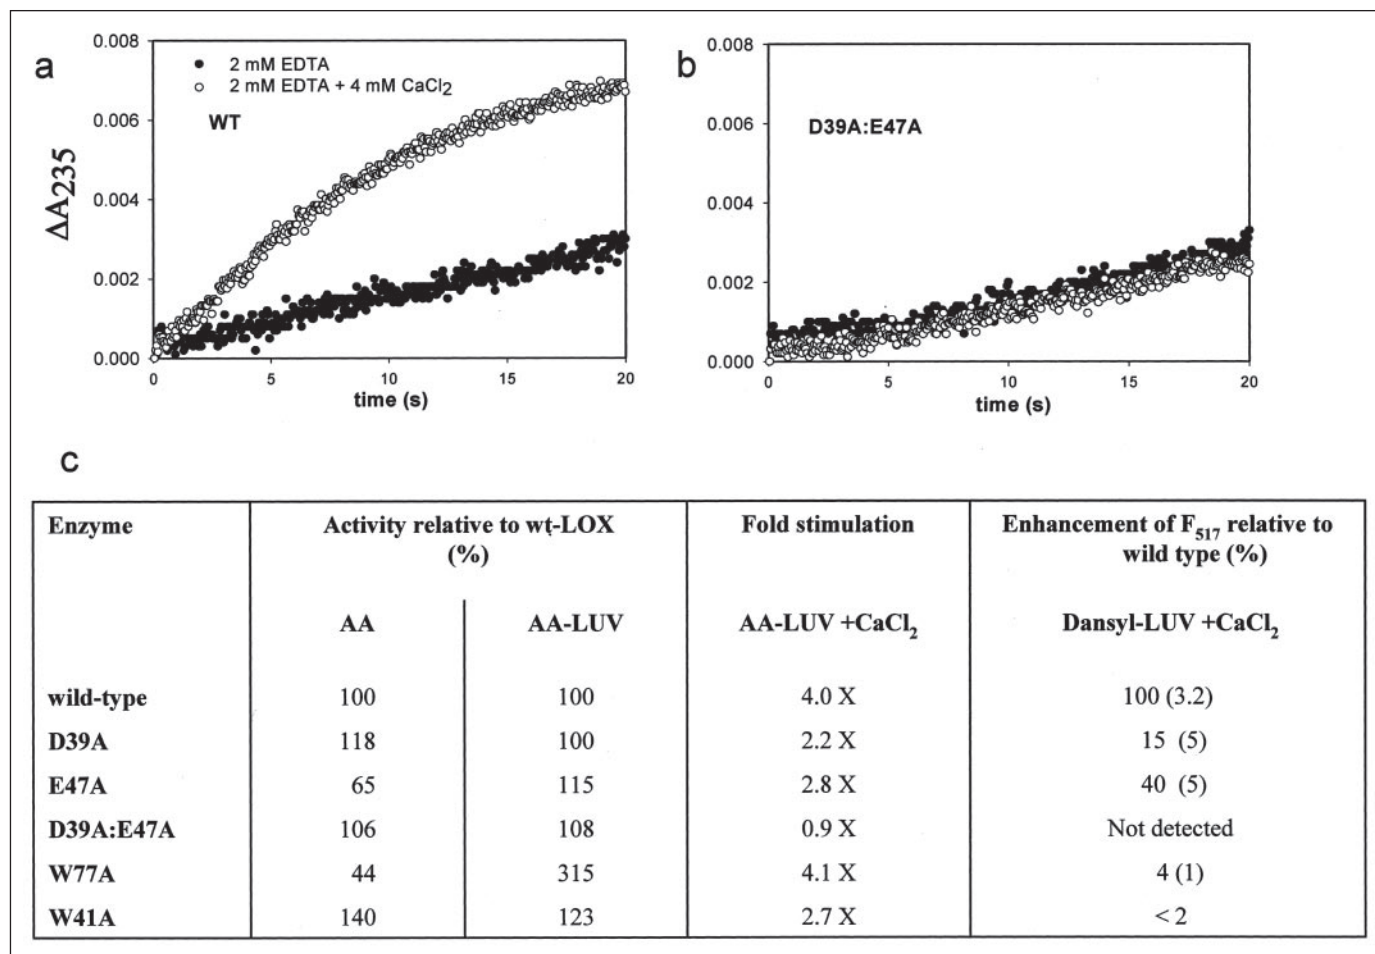 a
0.008
0.006
0.004
0.002
0.000
ΔA235
● 2 mM EDTA
○ 2 mM EDTA + 4 mM CaCl2
WT
0 5 10 15 20
time (s)
b
0.008
0.006
0.004
0.002
0.000
D39A:E47A
0 5 10 15 20
time (s)
c
Enzyme Activity relative to wt-LOX (%) Fold stimulation Enhancement of F517 relative to wild type (%)
AA AA-LUV AA-LUV +CaCl2 Dansyl-LUV +CaCl2
wild-type 100 100 4.0 X 100 (3.2)
D39A 118 100 2.2 X 15 (5)
E47A 65 115 2.8 X 40 (5)
D39A:E47A 106 108 0.9 X Not detected
W77A 44 315 4.1 X 4 (1)
W41A 140 123 2.7 X < 2